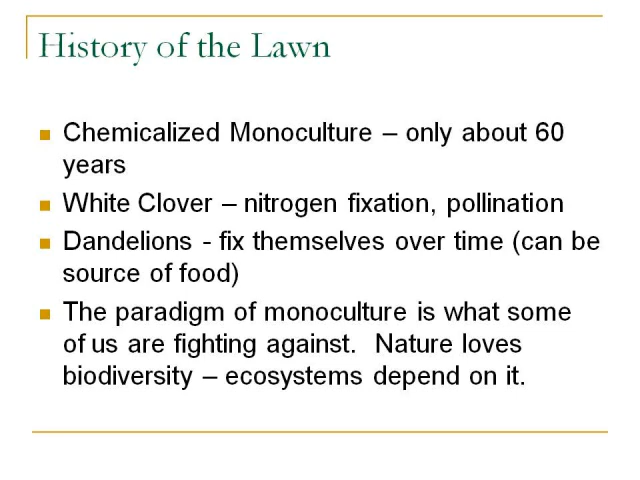 History of the Lawn
Chemicalized Monoculture – only about 60
years
White Clover – nitrogen fixation, pollination
Dandelions - fix themselves over time (can be
source of food)
The paradigm of monoculture is what some
of us are fighting against.  Nature loves
biodiversity – ecosystems depend on it.